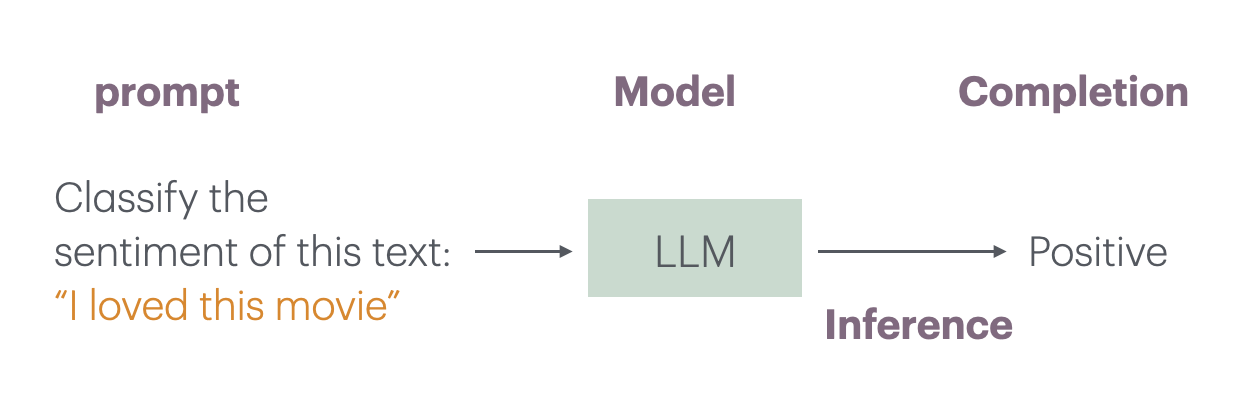 prompt
Model
Completion
Classify the
sentiment of this text:
“I loved this movie”
LLM
Positive
Inference